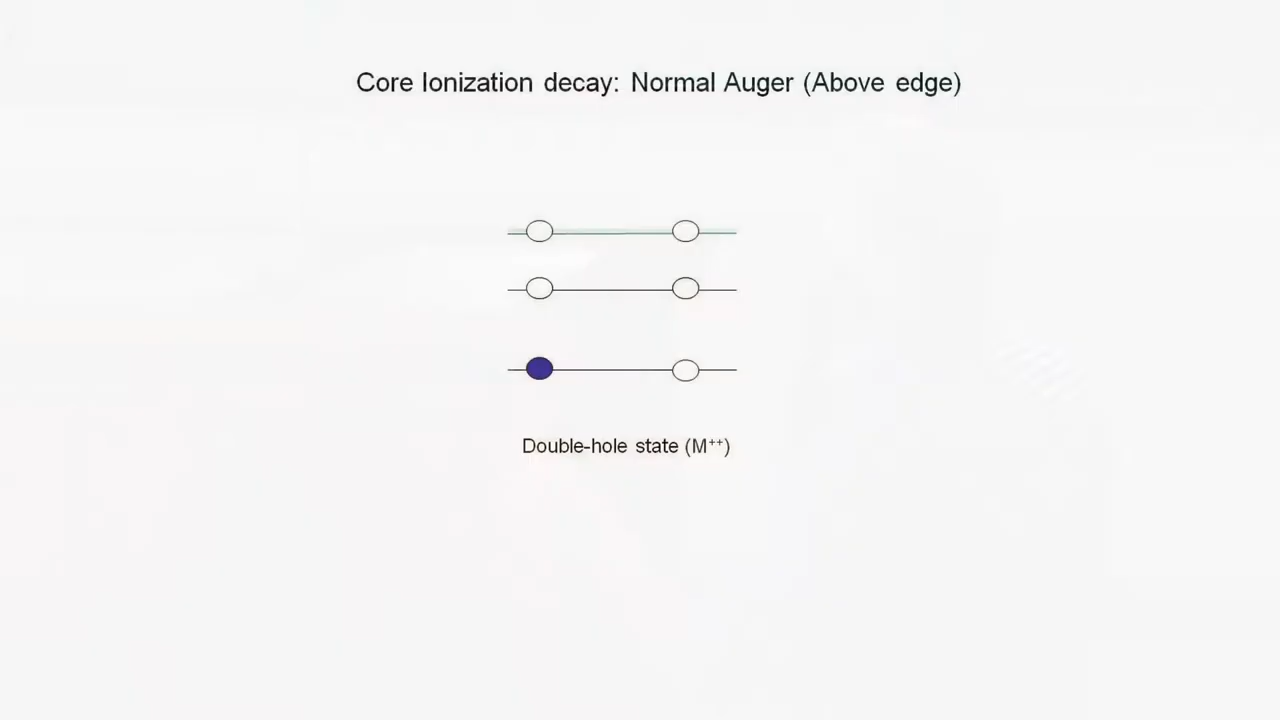 Core Ionization decay: Normal Auger (Above edge)
Double-hole state (M⁺⁺)